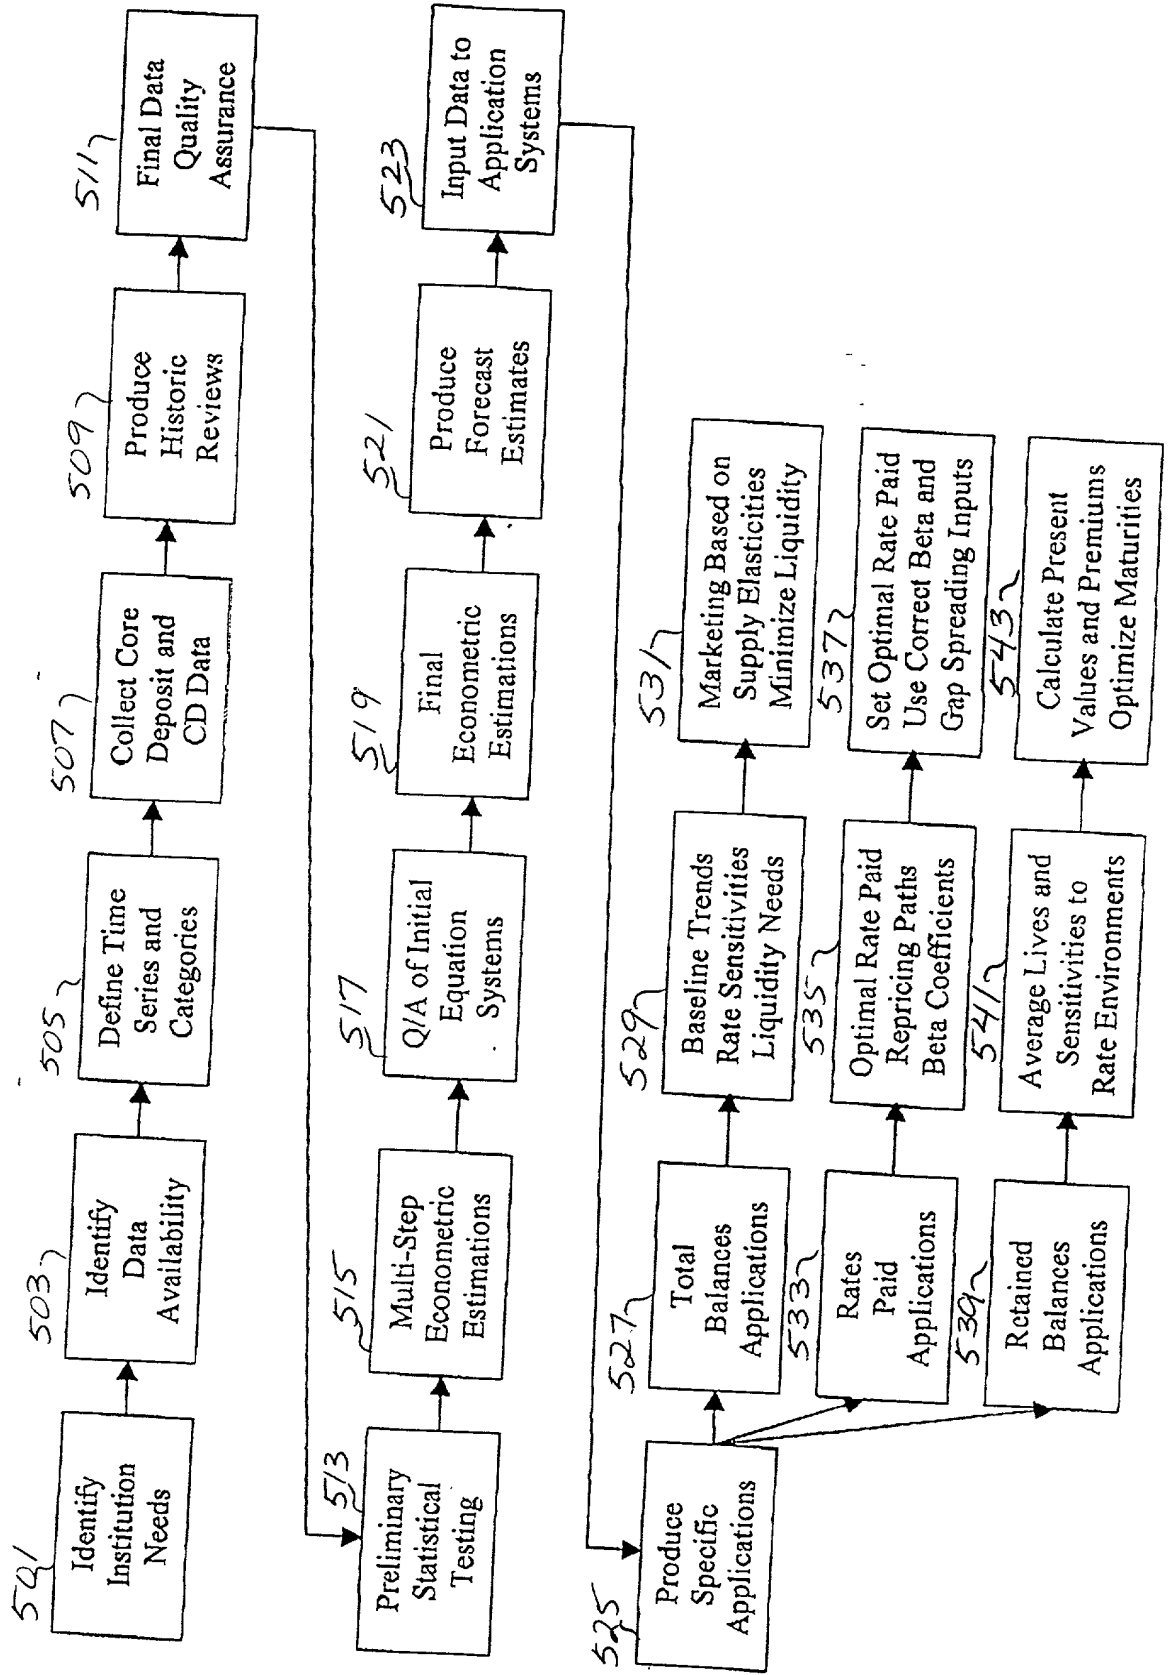 501
Identify
Institution
Needs
503
Identify
Data
Availability
505
Define Time
Series and
Categories
507
Collect Core
Deposit and
CD Data
509
Produce
Historic
Reviews
511
Final Data
Quality
Assurance
513
Preliminary
Statistical
Testing
515
Multi-Step
Econometric
Estimations
517
Q/A of Initial
Equation
Systems
519
Final
Econometric
Estimations
521
Produce
Forecast
Estimates
523
Input Data to
Application
Systems
525
Produce
Specific
Applications
527
Total
Balances
Applications
529
Baseline Trends
Rate Sensitivities
Liquidity Needs
531
Marketing Based on
Supply Elasticities
Minimize Liquidity
533
Rates
Paid
Applications
535
Optimal Rate Paid
Repricing Paths
Beta Coefficients
537
Set Optimal Rate Paid
Use Correct Beta and
Gap Spreading Inputs
539
Retained
Balances
Applications
541
Average Lives and
Sensitivities to
Rate Environments
543
Calculate Present
Values and Premiums
Optimize Maturities